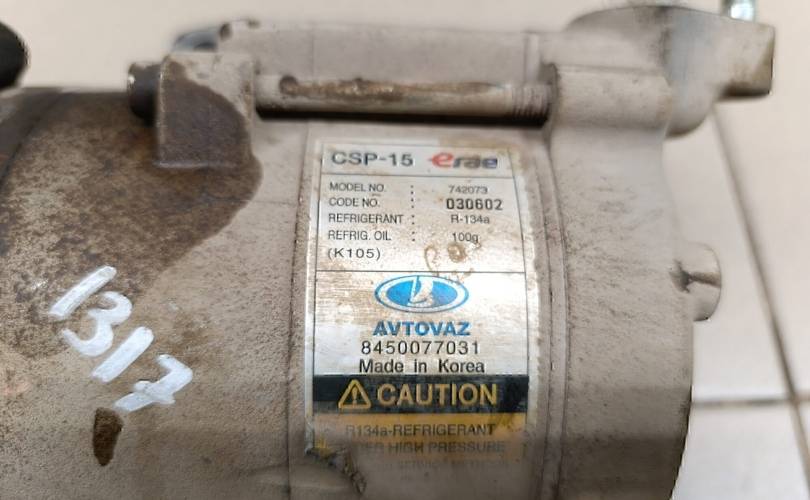 CSP-15 erae
MODEL NO. : 742073
CODE NO. : 030602
REFRIGERANT : R-134a
REFRIG. OIL : 100g
(K105)
AVTOVAZ
8450077031
Made in Korea
CAUTION
R134a-REFRIGERANT
UNDER HIGH PRESSURE
1317